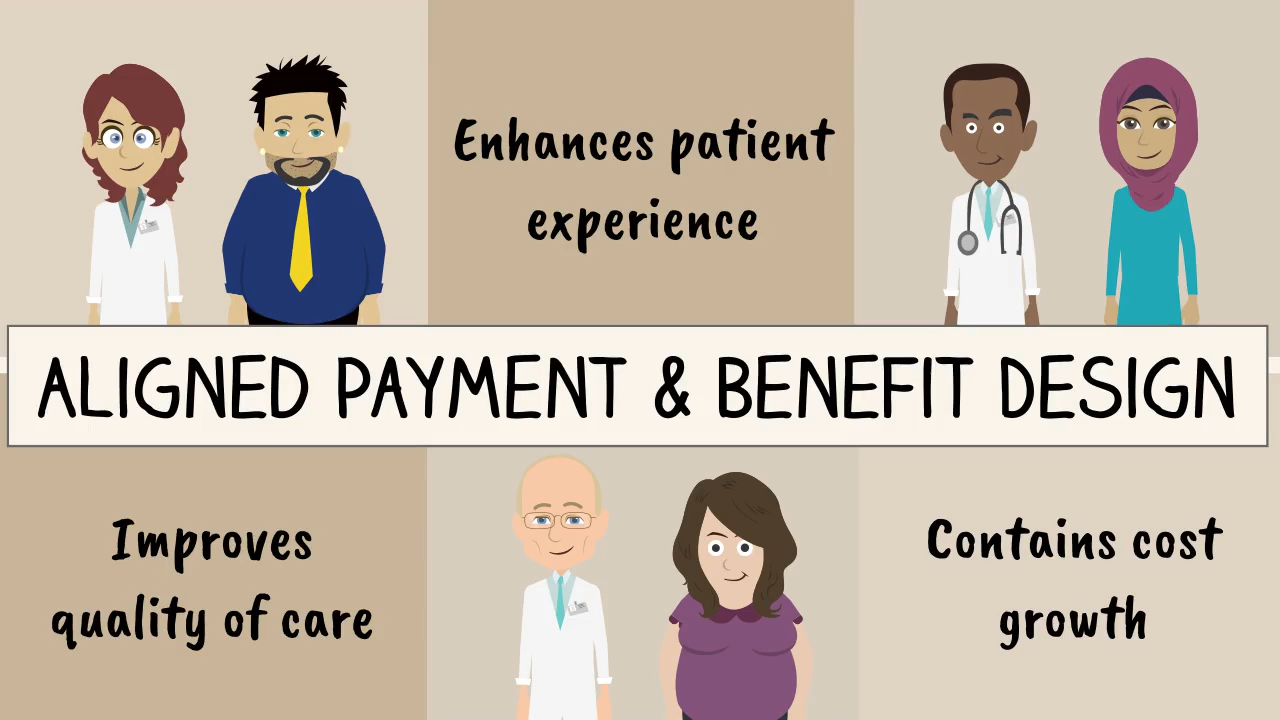 Enhances patient
experience
ALIGNED PAYMENT & BENEFIT DESIGN
Improves
quality of care
Contains cost
growth